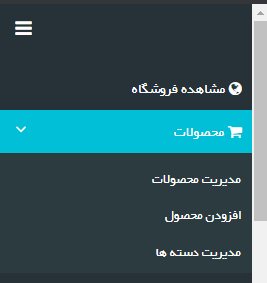 مشاهده فروشگاه
محصولات
مدیریت محصولات
افزودن محصول
مدیریت دسته ها